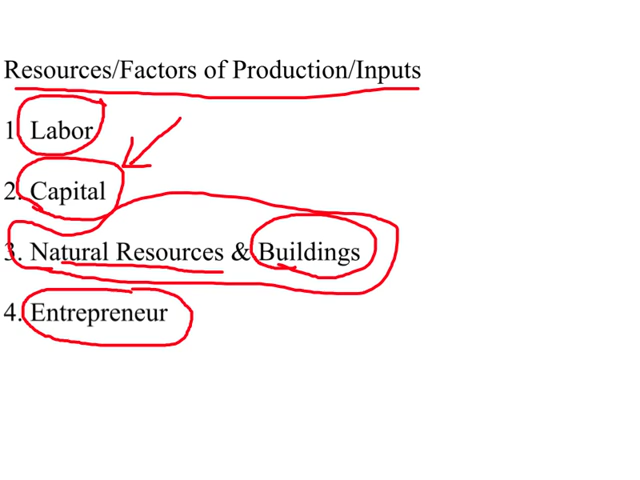 Resources/Factors of Production/Inputs
1. Labor
2. Capital
3. Natural Resources & Buildings
4. Entrepreneur